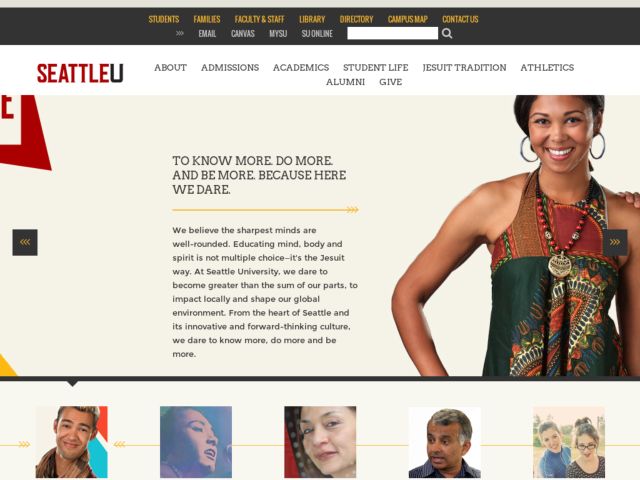 STUDENTS FAMILIES FACULTY & STAFF LIBRARY DIRECTORY CAMPUS MAP CONTACT US
EMAIL CANVAS MYSU SU ONLINE
SEATTLEU
ABOUT ADMISSIONS ACADEMICS STUDENT LIFE JESUIT TRADITION ATHLETICS
ALUMNI GIVE
E
TO KNOW MORE. DO MORE.
AND BE MORE. BECAUSE HERE
WE DARE.
We believe the sharpest minds are
well-rounded. Educating mind, body and
spirit is not multiple choice—it's the Jesuit
way. At Seattle University, we dare to
become greater than the sum of our parts, to
impact locally and shape our global
environment. From the heart of Seattle and
its innovative and forward-thinking culture,
we dare to know more, do more and be
more.